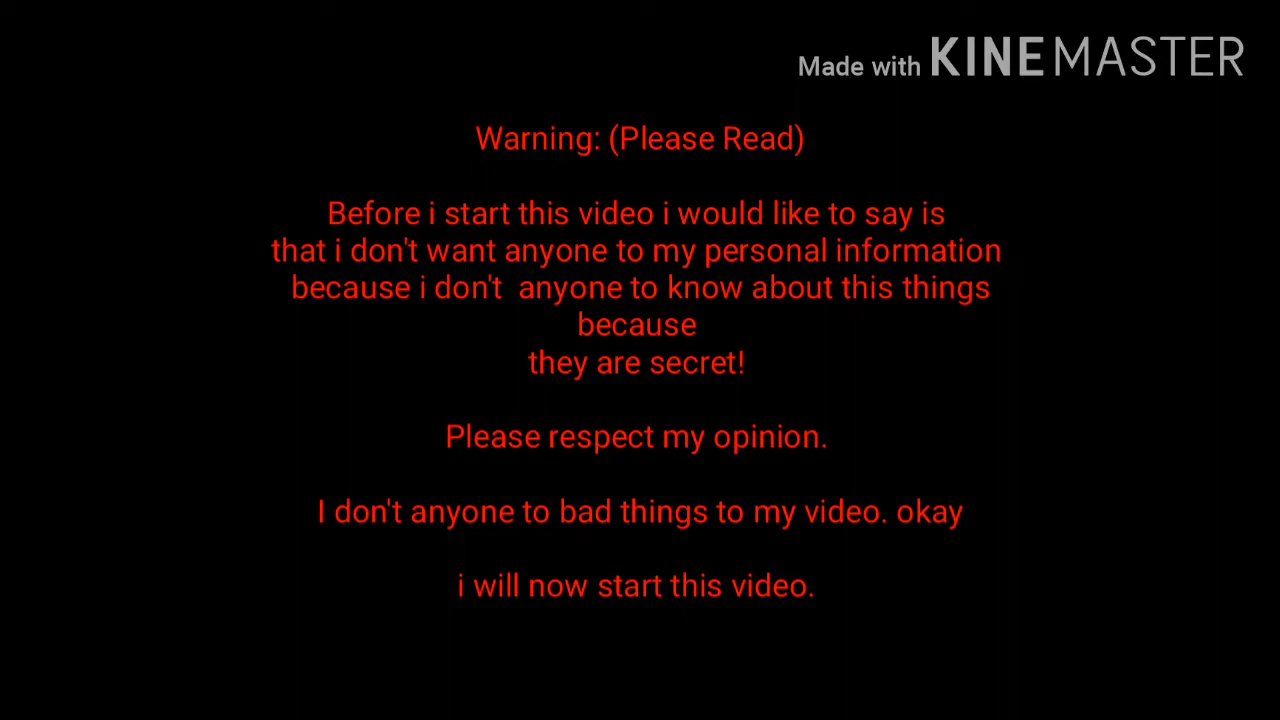 Made with KINEMASTER
Warning: (Please Read)
Before i start this video i would like to say is
that i don't want anyone to my personal information
because i don't  anyone to know about this things
because
they are secret!
Please respect my opinion.
I don't anyone to bad things to my video. okay
i will now start this video.